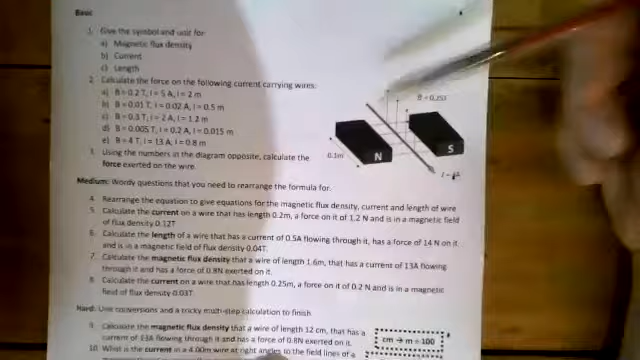 Basic
1. Give the symbol and unit for
a) Magnetic flux density
b) Current
c) Length
2. Calculate the force on the following current carrying wires:
a) B = 0.2 T, I = 5 A, l = 2 m
b) B = 0.01 T, I = 0.02 A, l = 0.5 m
c) B = 0.3 T, I = 2 A, l = 1.2 m
d) B = 0.005 T, I = 0.2 A, l = 0.015 m
e) B = 4 T, I = 13 A, l = 0.8 m
3. Using the numbers in the diagram opposite, calculate the
force exerted on the wire.
0.1m
N
S
Medium: Wordy questions that you need to rearrange the formula for.
4. Rearrange the equation to give equations for the magnetic flux density, current and length of wire
5. Calculate the current on a wire that has length 0.2m, a force on it of 1.2 N and is in a magnetic field
of flux density 0.12T
6. Calculate the length of a wire that has a current of 0.5A flowing through it, has a force of 14 N on it
and is in a magnetic field of flux density 0.04T.
7. Calculate the magnetic flux density that a wire of length 1.6m, that has a current of 13A flowing
through it and has a force of 0.8N exerted on it.
8. Calculate the current on a wire that has length 0.25m, a force on it of 0.2 N and is in a magnetic
field of flux density 0.03T.
Hard: Unit conversions and a tricky multi-step calculation to finish
9. Calculate the magnetic flux density that a wire of length 12 cm, that has a
current of 13A flowing through it and has a force of 0.8N exerted on it.
cm → m ÷ 100
10. What is the current in a 4.00m wire at right angles to the field lines of a